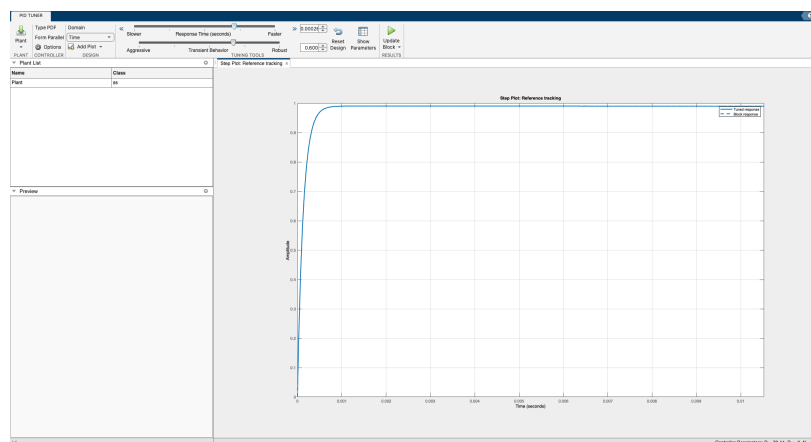 PID TUNER
Plant
Type PDF
Form Parallel
Options
Domain
Time
Add Plot
Slower
Response Time (seconds)
Faster
Aggressive
Transient Behavior
Robust
0.600
Reset
Design
Show
Parameters
Update
Block
PLANT
CONTROLLER
DESIGN
TUNING TOOLS
RESULTS
Plant List
Name
Class
Plant
ss
Preview
Step Plot: Reference tracking
Step Plot: Reference tracking
Tuned response
Block response
Amplitude
1
0.9
0.8
0.7
0.6
0.5
0.4
0.3
0.2
0.1
0
0
0.001
0.002
0.003
0.004
0.005
0.006
0.007
0.008
0.009
0.01
Time (seconds)